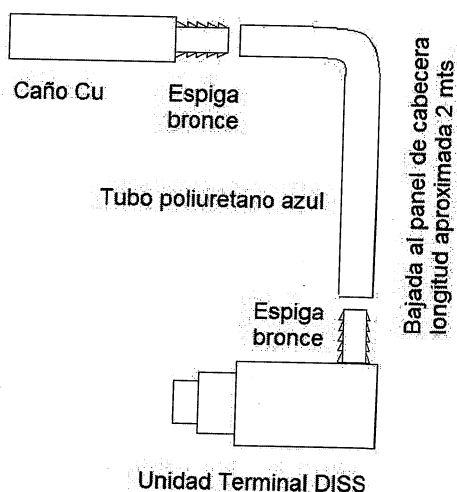 Caño Cu
Espiga
bronce
Tubo poliuretano azul
Bajada al panel de cabecera
longitud aproximada 2 mts
Espiga
bronce
Unidad Terminal DISS